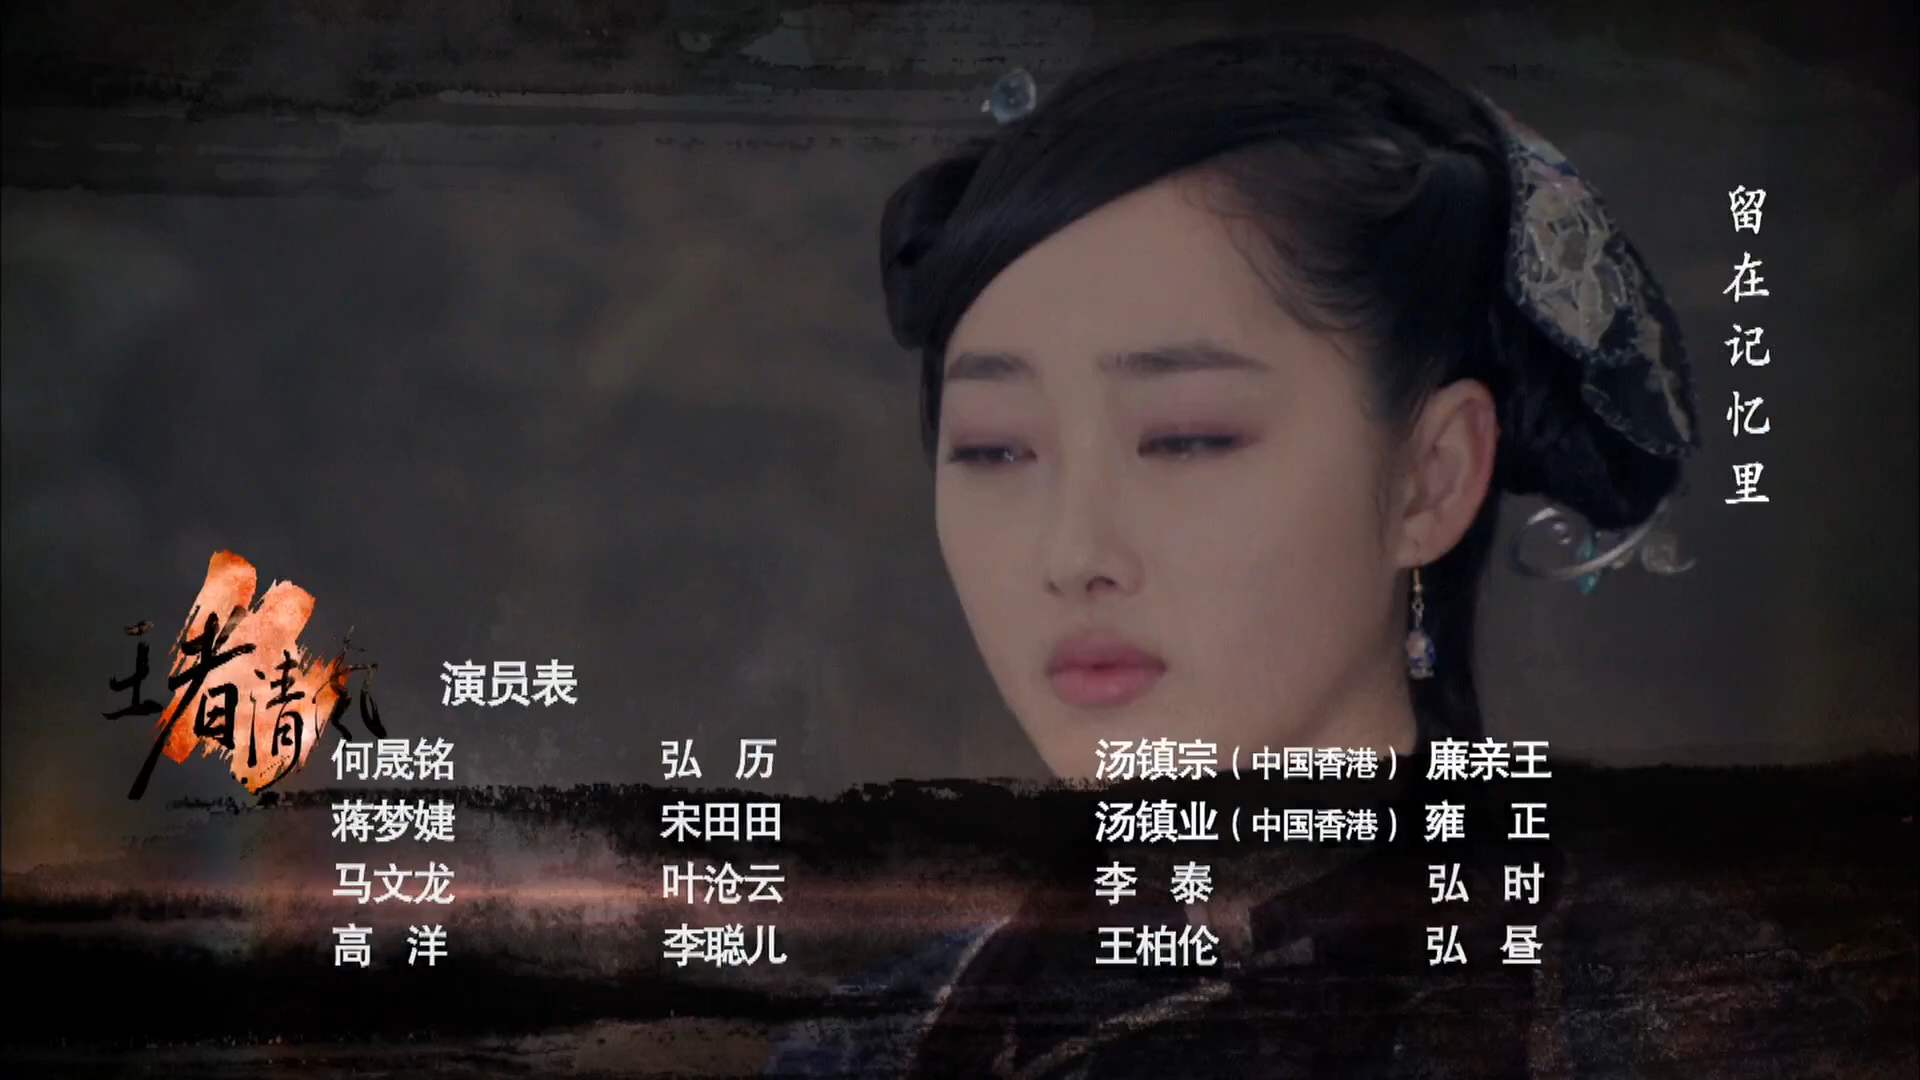 留在记忆里
王者清风
演员表
何晟铭 弘 历 汤镇宗（中国香港） 廉亲王
蒋梦婕 宋田田 汤镇业（中国香港） 雍 正
马文龙 叶沧云 李 泰 弘 时
高 洋 李聪儿 王柏伦 弘 昼